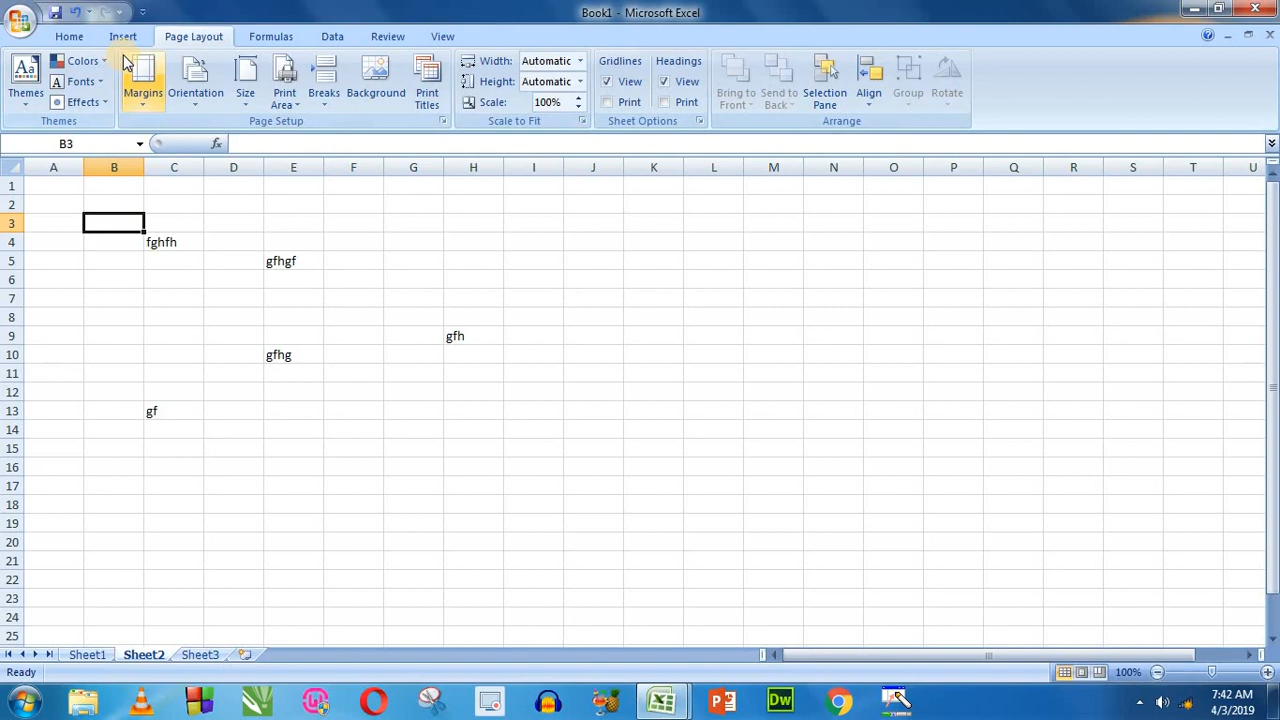 Book1 - Microsoft Excel
Home Insert Page Layout Formulas Data Review View
Aa Colors Width: Automatic Gridlines Headings
Fonts Height: Automatic View View
Themes Effects Margins Orientation Size Print Area Breaks Background Print Titles Scale: 100% Print Print Bring to Front Send to Back Selection Pane Align Group Rotate
Themes Page Setup Scale to Fit Sheet Options Arrange
B3 fx
A B C D E F G H I J K L M N O P Q R S T U
1
2
3
4 fghfh
5 gfhgf
6
7
8
9 gfh
10 gfhg
11
12
13 gf
14
15
16
17
18
19
20
21
22
23
24
25
Sheet1 Sheet2 Sheet3
Ready 100%
Dw
7:42 AM
4/3/2019